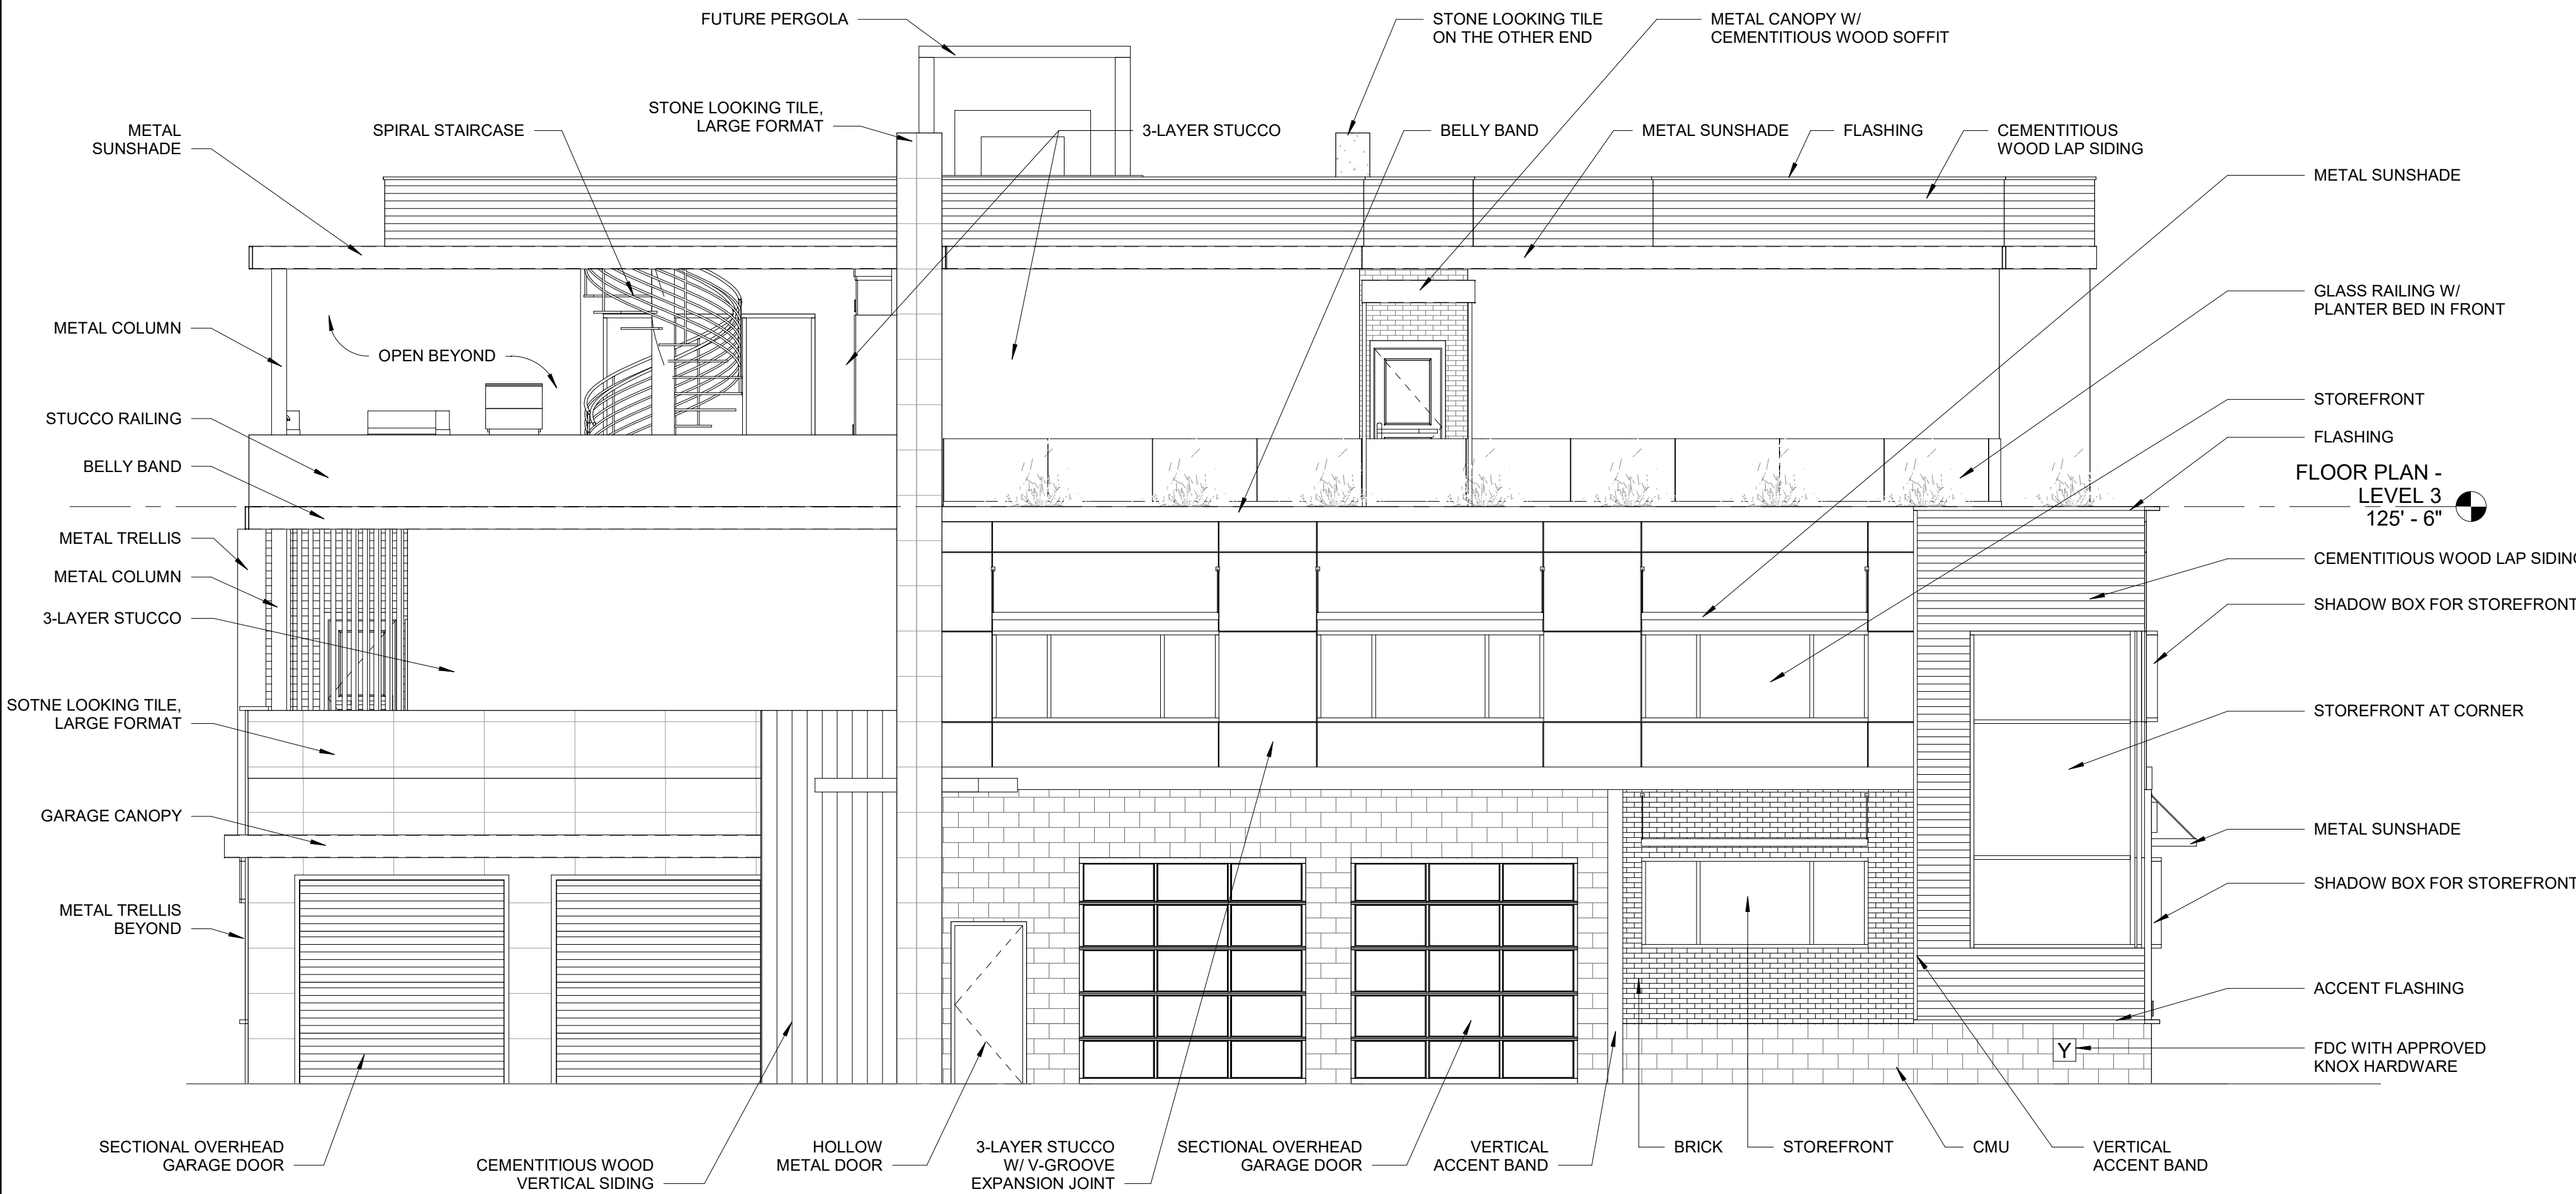 FUTURE PERGOLA
STONE LOOKING TILE
ON THE OTHER END
METAL CANOPY W/
CEMENTITIOUS WOOD SOFFIT
METAL
SUNSHADE
SPIRAL STAIRCASE
STONE LOOKING TILE,
LARGE FORMAT
3-LAYER STUCCO
BELLY BAND
METAL SUNSHADE
FLASHING
CEMENTITIOUS
WOOD LAP SIDING
METAL SUNSHADE
GLASS RAILING W/
PLANTER BED IN FRONT
METAL COLUMN
OPEN BEYOND
STOREFRONT
STUCCO RAILING
FLASHING
BELLY BAND
FLOOR PLAN -
LEVEL 3
125' - 6"
METAL TRELLIS
CEMENTITIOUS WOOD LAP SIDING
METAL COLUMN
SHADOW BOX FOR STOREFRONT
3-LAYER STUCCO
SOTNE LOOKING TILE,
LARGE FORMAT
STOREFRONT AT CORNER
GARAGE CANOPY
METAL SUNSHADE
SHADOW BOX FOR STOREFRONT
METAL TRELLIS
BEYOND
ACCENT FLASHING
Y
FDC WITH APPROVED
KNOX HARDWARE
SECTIONAL OVERHEAD
GARAGE DOOR
CEMENTITIOUS WOOD
VERTICAL SIDING
HOLLOW
METAL DOOR
3-LAYER STUCCO
W/ V-GROOVE
EXPANSION JOINT
SECTIONAL OVERHEAD
GARAGE DOOR
VERTICAL
ACCENT BAND
BRICK
STOREFRONT
CMU
VERTICAL
ACCENT BAND